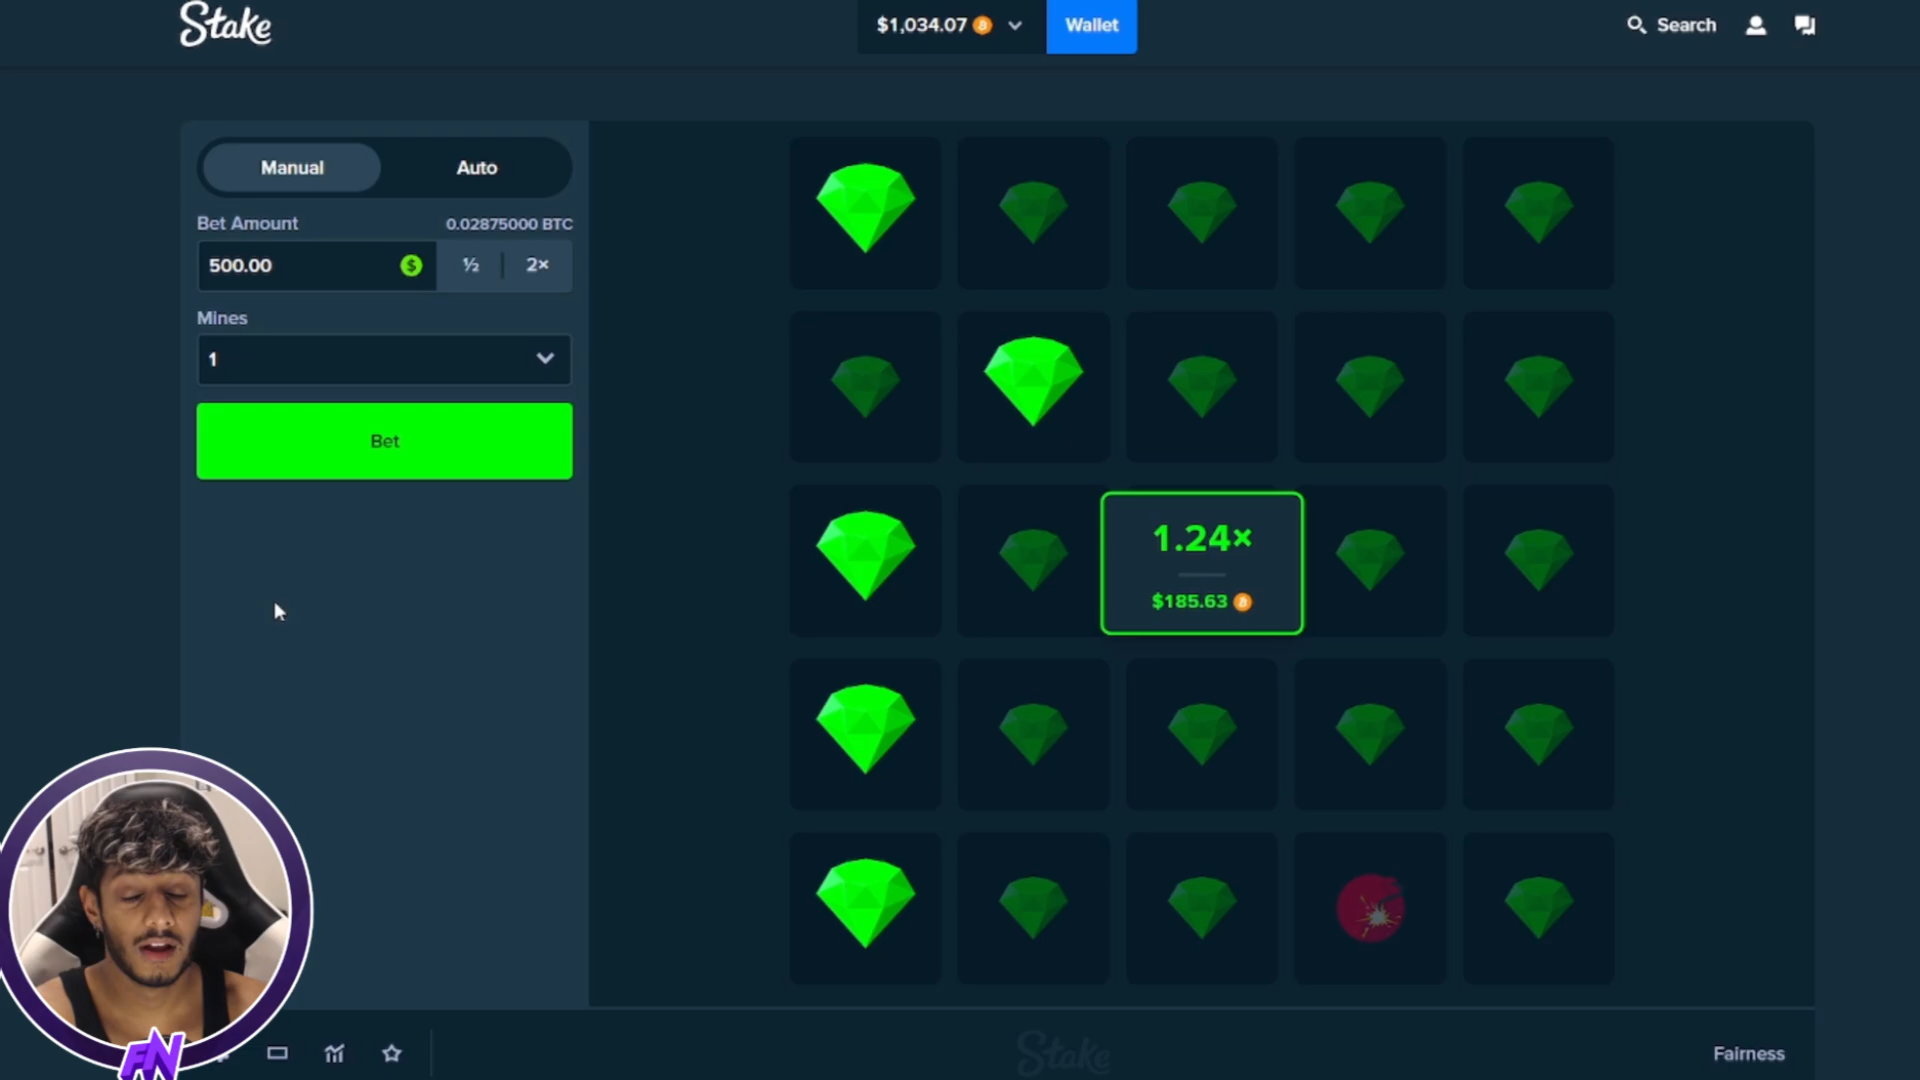 Stake
$1,034.07
Wallet
Search
Manual
Auto
Bet Amount
0.02875000 BTC
500.00
$
½
2×
Mines
1
Bet
1.24×
$185.63
FN
Stake
Fairness